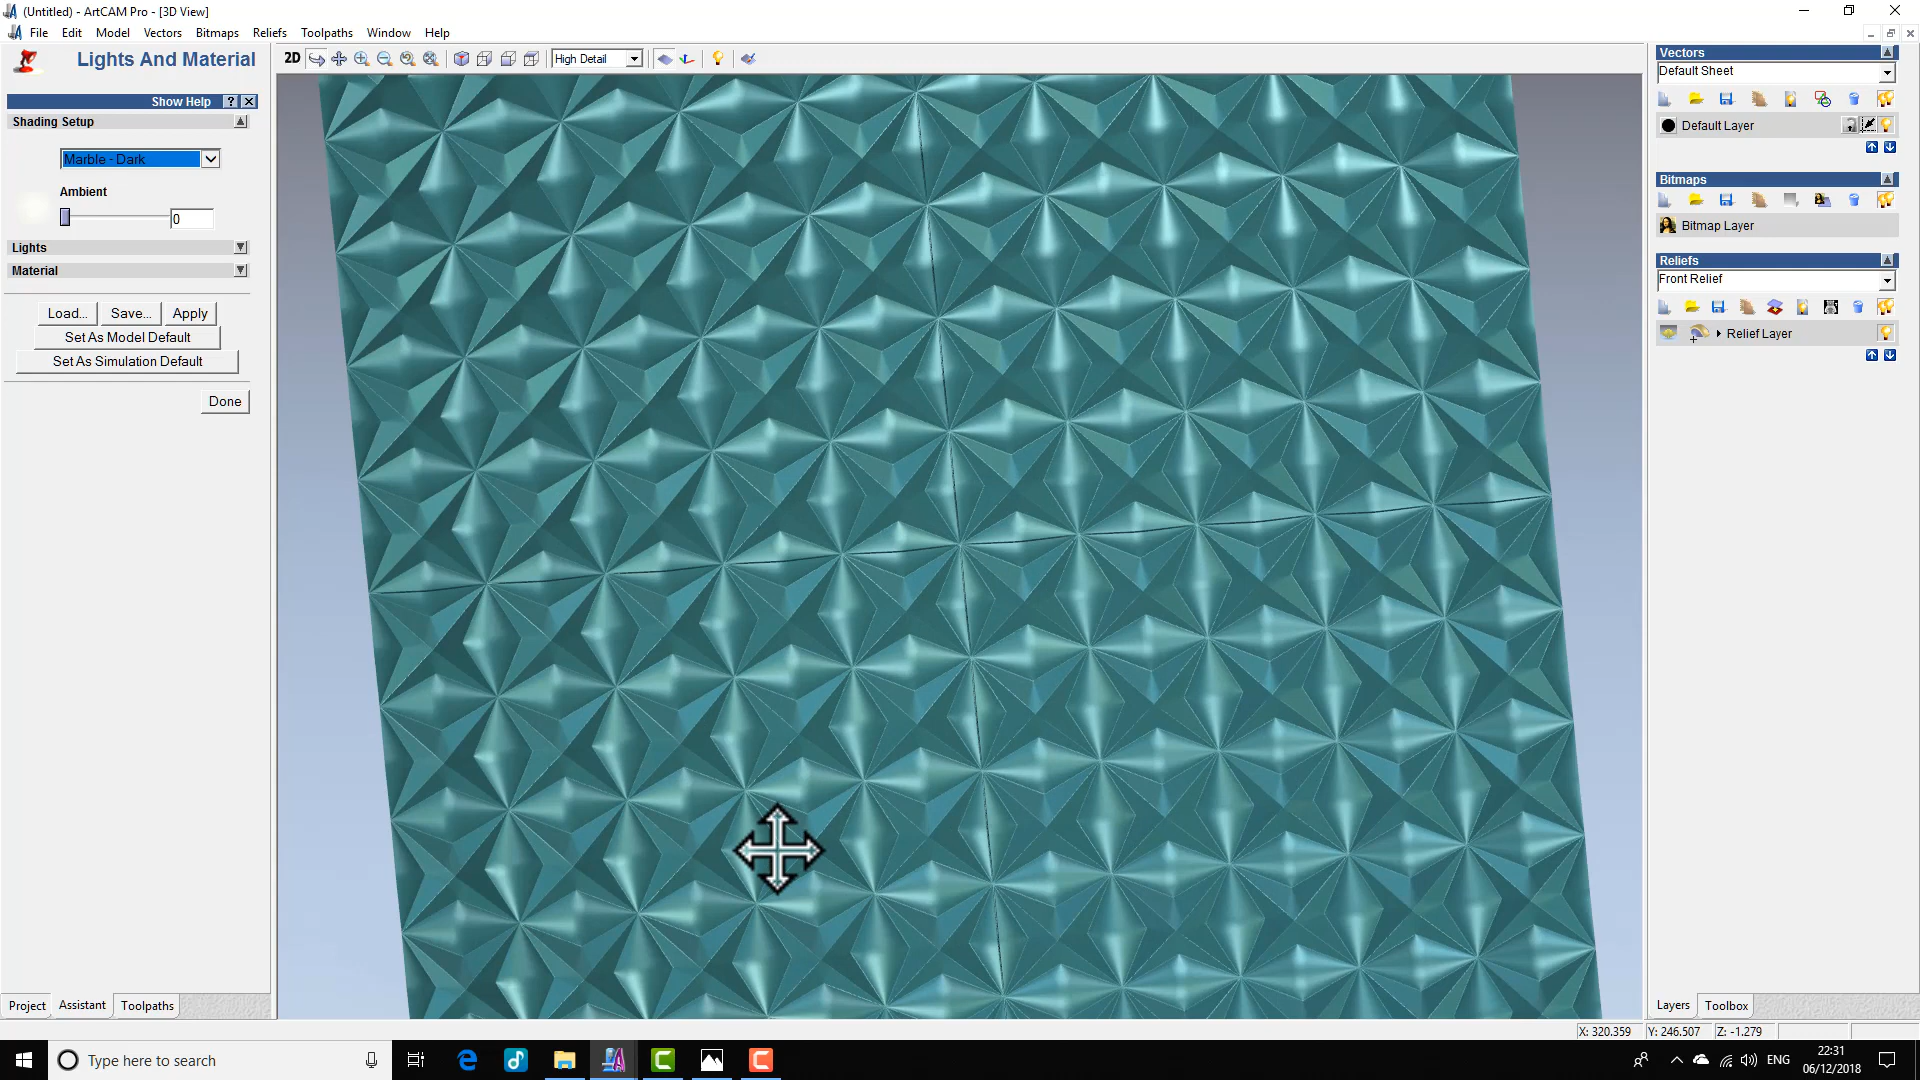 (Untitled) - ArtCAM Pro - [3D View]
File Edit Model Vectors Bitmaps Reliefs Toolpaths Window Help
Lights And Material
Show Help ?
Shading Setup
Marble - Dark
Ambient
0
Lights
Material
Load... Save... Apply
Set As Model Default
Set As Simulation Default
Done
2D High Detail
Vectors
Default Sheet
Default Layer
Bitmaps
Bitmap Layer
Reliefs
Front Relief
Relief Layer
Project Assistant Toolpaths
Layers Toolbox
X: 320.359 Y: 246.507 Z: -1.279
Type here to search
ENG
22:31
06/12/2018